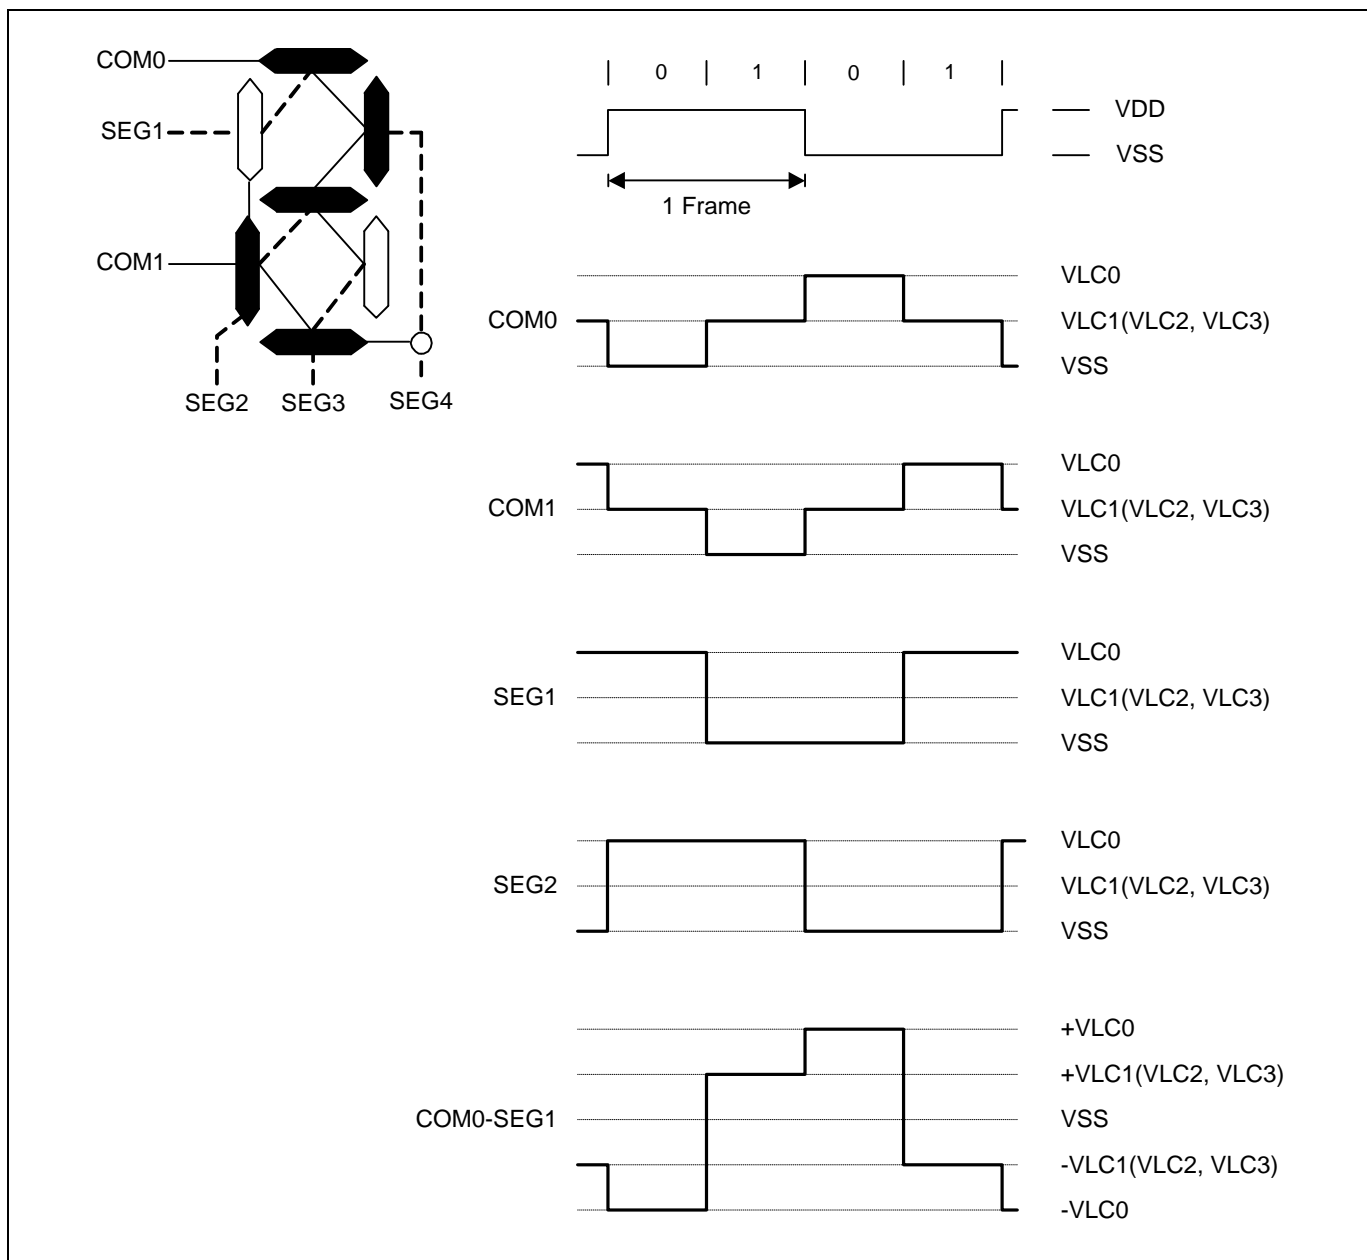 COM0
SEG1
COM1
SEG2 SEG3 SEG4
0 1 0 1
VDD
VSS
1 Frame
COM0
VLC0
VLC1(VLC2, VLC3)
VSS
COM1
VLC0
VLC1(VLC2, VLC3)
VSS
SEG1
VLC0
VLC1(VLC2, VLC3)
VSS
SEG2
VLC0
VLC1(VLC2, VLC3)
VSS
COM0-SEG1
+VLC0
+VLC1(VLC2, VLC3)
VSS
-VLC1(VLC2, VLC3)
-VLC0